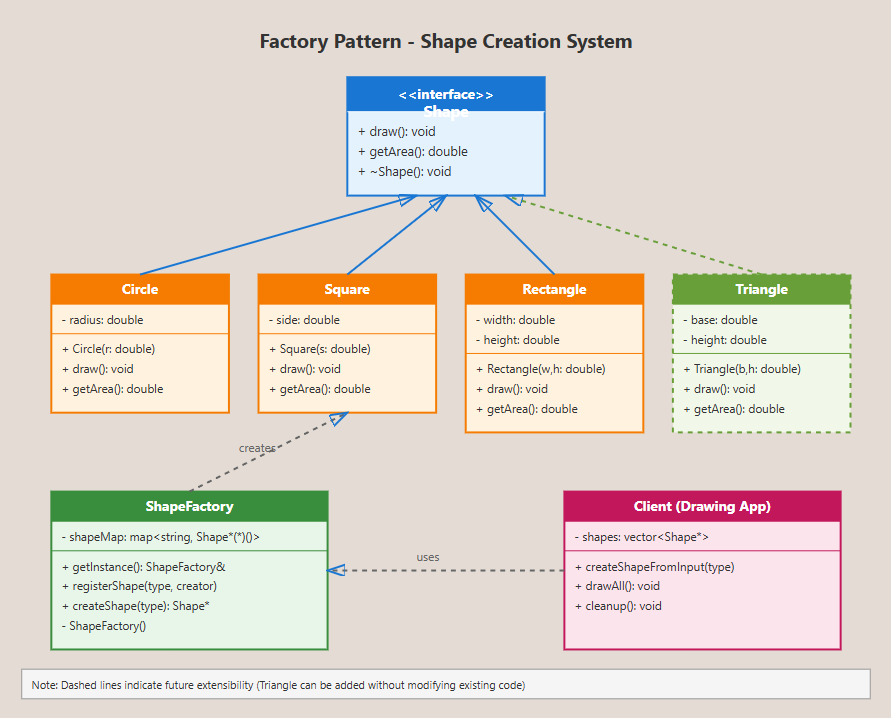 Factory Pattern - Shape Creation System
<<interface>>
Shape
+ draw(): void
+ getArea(): double
+ ~Shape(): void
Circle
- radius: double
+ Circle(r: double)
+ draw(): void
+ getArea(): double
Square
- side: double
+ Square(s: double)
+ draw(): void
+ getArea(): double
Rectangle
- width: double
- height: double
+ Rectangle(w,h: double)
+ draw(): void
+ getArea(): double
Triangle
- base: double
- height: double
+ Triangle(b,h: double)
+ draw(): void
+ getArea(): double
creates
ShapeFactory
- shapeMap: map<string, Shape*(*)()>
+ getInstance(): ShapeFactory&
+ registerShape(type, creator)
+ createShape(type): Shape*
- ShapeFactory()
uses
Client (Drawing App)
- shapes: vector<Shape*>
+ createShapeFromInput(type)
+ drawAll(): void
+ cleanup(): void
Note: Dashed lines indicate future extensibility (Triangle can be added without modifying existing code)